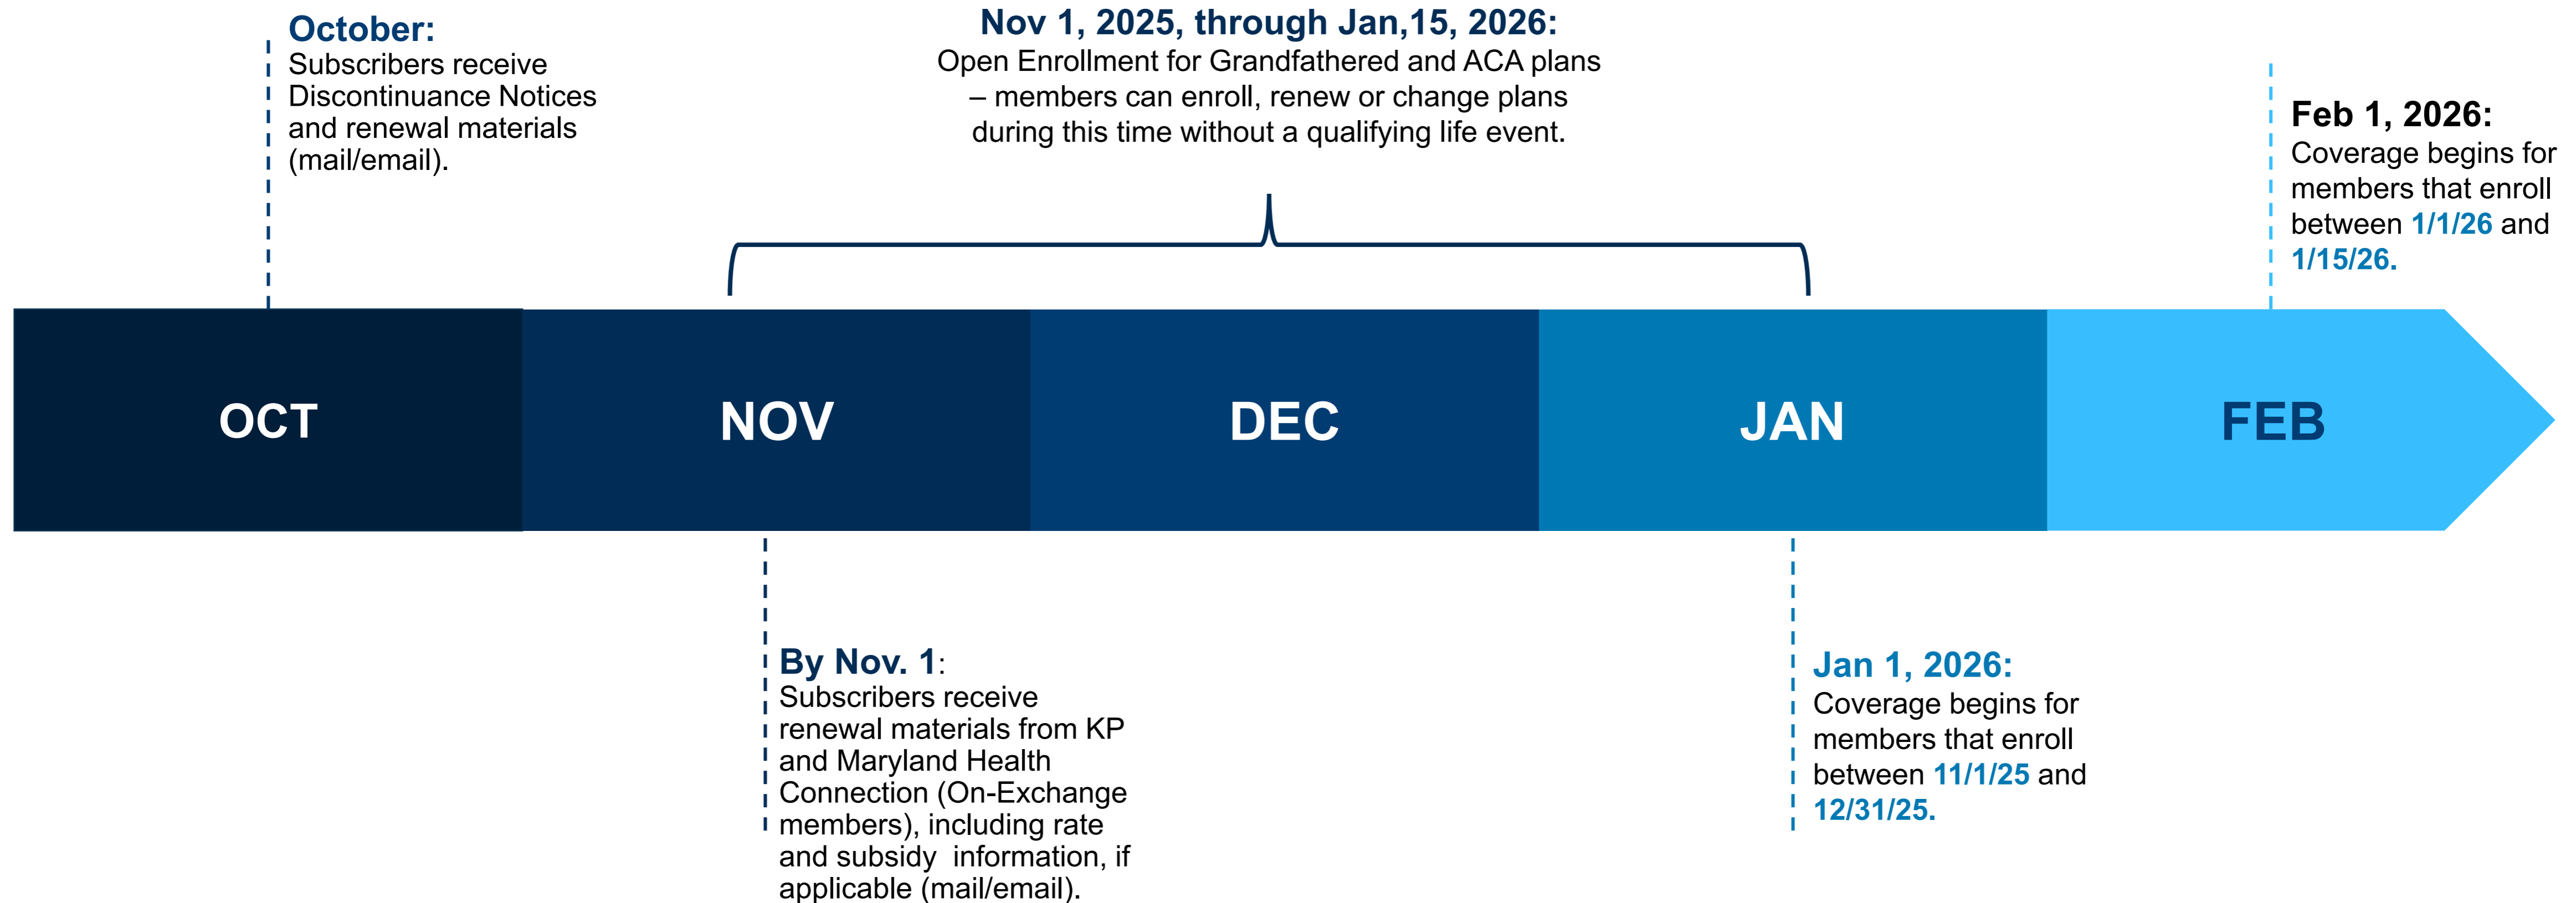 October:
Subscribers receive
Discontinuance Notices
and renewal materials
(mail/email).
Nov 1, 2025, through Jan,15, 2026:
Open Enrollment for Grandfathered and ACA plans
– members can enroll, renew or change plans
during this time without a qualifying life event.
Feb 1, 2026:
Coverage begins for
members that enroll
between 1/1/26 and
1/15/26.
OCT
NOV
DEC
JAN
FEB
By Nov. 1:
Subscribers receive
renewal materials from KP
and Maryland Health
Connection (On-Exchange
members), including rate
and subsidy  information, if
applicable (mail/email).
Jan 1, 2026:
Coverage begins for
members that enroll
between 11/1/25 and
12/31/25.